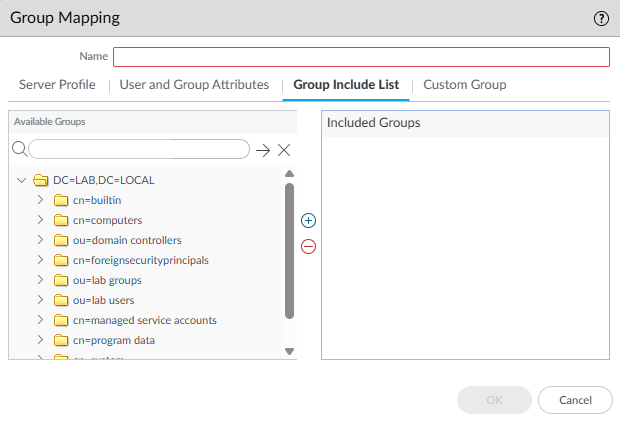 Group Mapping
Name
Server Profile
User and Group Attributes
Group Include List
Custom Group
Available Groups
Included Groups
DC=LAB,DC=LOCAL
cn=builtin
cn=computers
ou=domain controllers
cn=foreignsecurityprincipals
ou=lab groups
ou=lab users
cn=managed service accounts
cn=program data
OK
Cancel